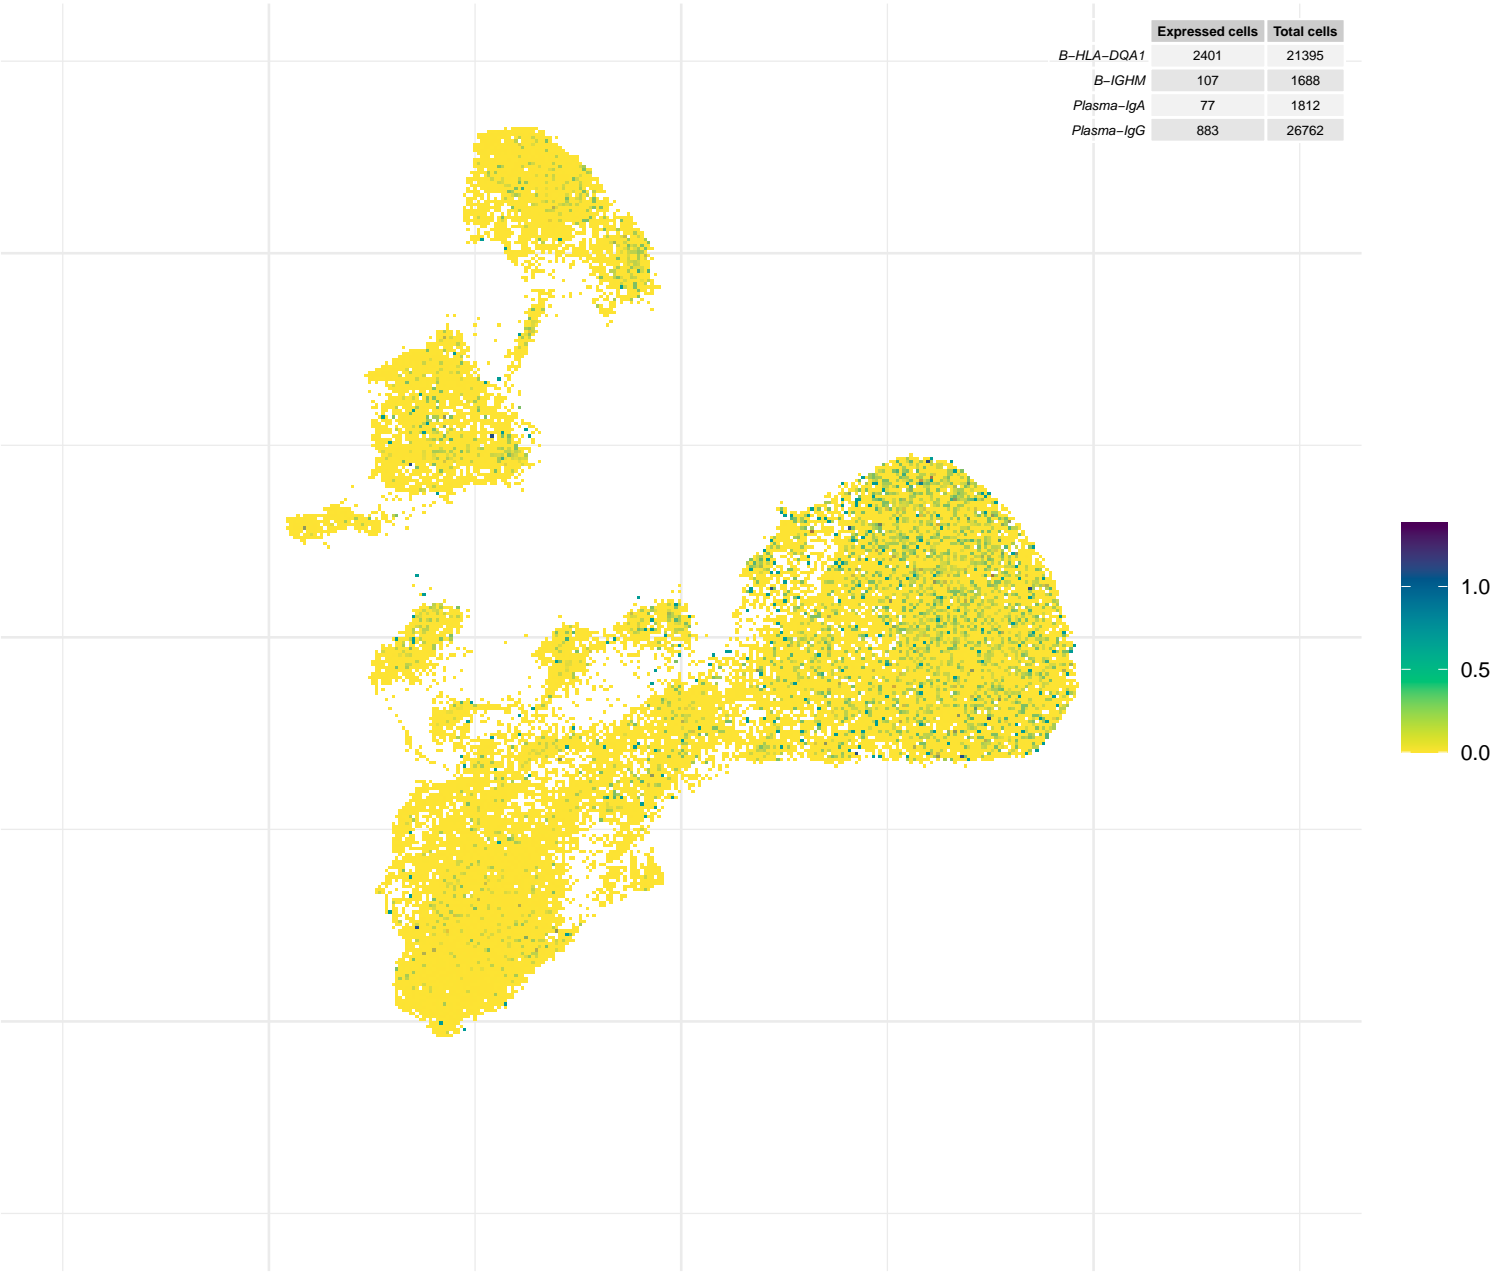 Expressed cells Total cells
B−HLA−DQA1 2401 21395
B−IGHM 107 1688
Plasma−IgA 77 1812
Plasma−IgG 883 26762
1.0
0.5
0.0